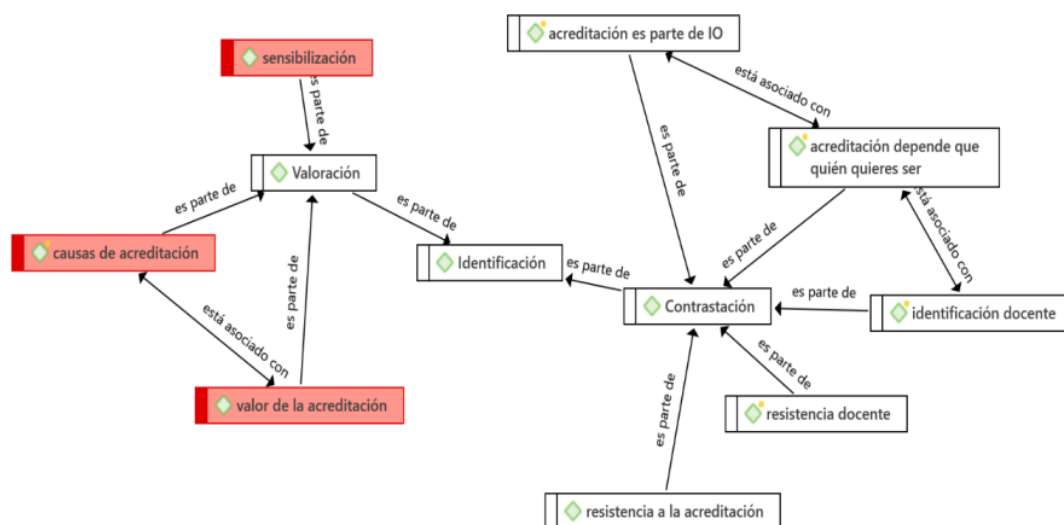 acreditación es parte de IO
sensibilización
está asociado con
es parte de
es parte de
acreditación depende que
quién quieres ser
Valoración
es parte de
es parte de
está asociado con
es parte de
causas de acreditación
Identificación
es parte de
es parte de
es parte de
Contrastación
es parte de
identificación docente
está asociado con
es parte de
valor de la acreditación
es parte de
resistencia docente
resistencia a la acreditación